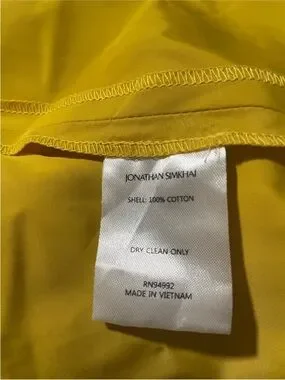 JONATHAN SIMKHAI
SHELL: 100% COTTON
DRY CLEAN ONLY
RN94992
MADE IN VIETNAM